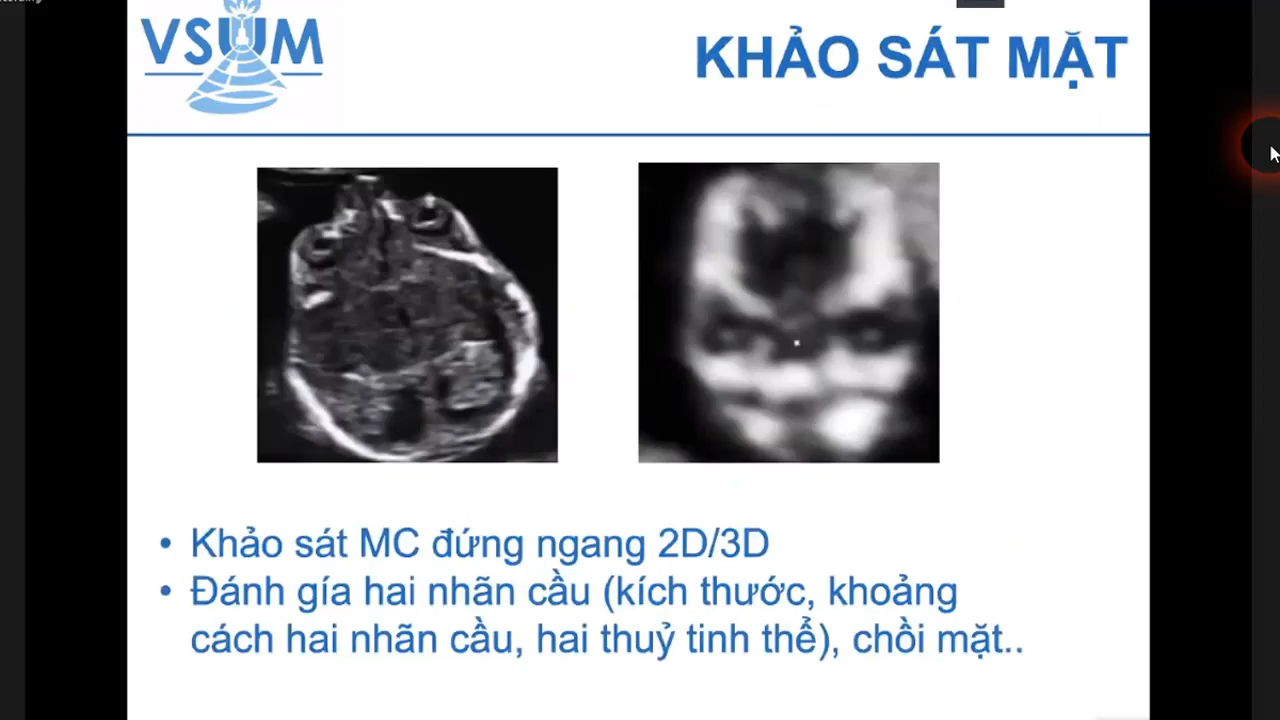 VSUM
KHẢO SÁT MẶT
• Khảo sát MC đứng ngang 2D/3D
• Đánh gía hai nhãn cầu (kích thước, khoảng
cách hai nhãn cầu, hai thuỷ tinh thể), chồi mặt..